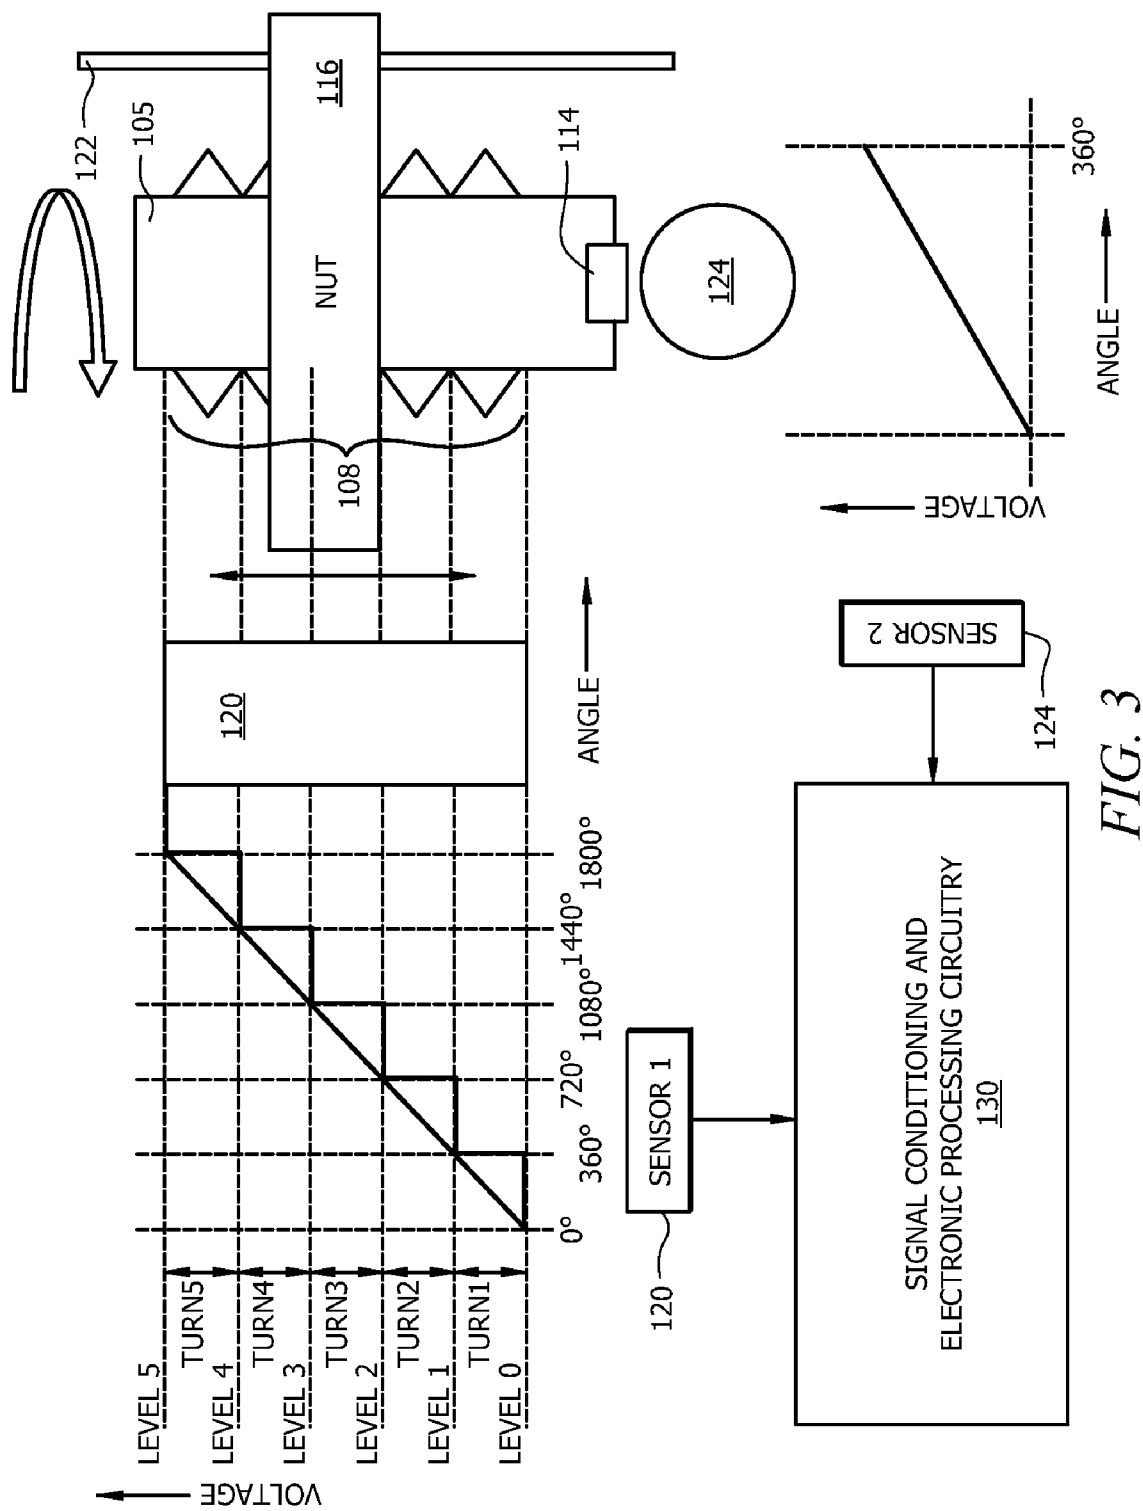 VOLTAGE
LEVEL 5
LEVEL 4
LEVEL 3
LEVEL 2
LEVEL 1
LEVEL 0
TURN5
TURN4
TURN3
TURN2
TURN1
0°
360°
720°
1080°
1440°
1800°
ANGLE
120
108
NUT
116
105
122
114
124
SENSOR 1
120
SIGNAL CONDITIONING AND
ELECTRONIC PROCESSING CIRCUITRY
130
SENSOR 2
124
VOLTAGE
ANGLE
360°
FIG. 3